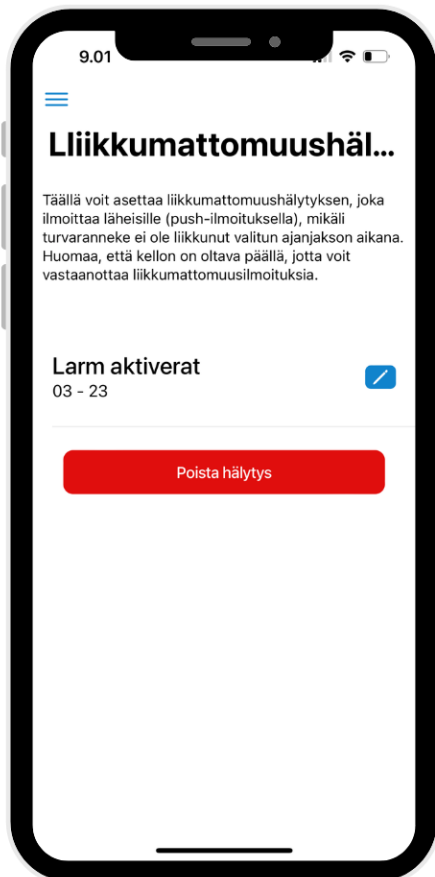 9.01
Lliikkumattomuushäl...
Täällä voit asettaa liikkumattomuushälytyksen, joka
ilmoittaa läheisille (push-ilmoituksella), mikäli
turvaranneke ei ole liikkunut valitun ajanjakson aikana.
Huomaa, että kellon on oltava päällä, jotta voit
vastaanottaa liikkumattomuusilmoituksia.
Larm aktiverat
03 - 23
Poista hälytys